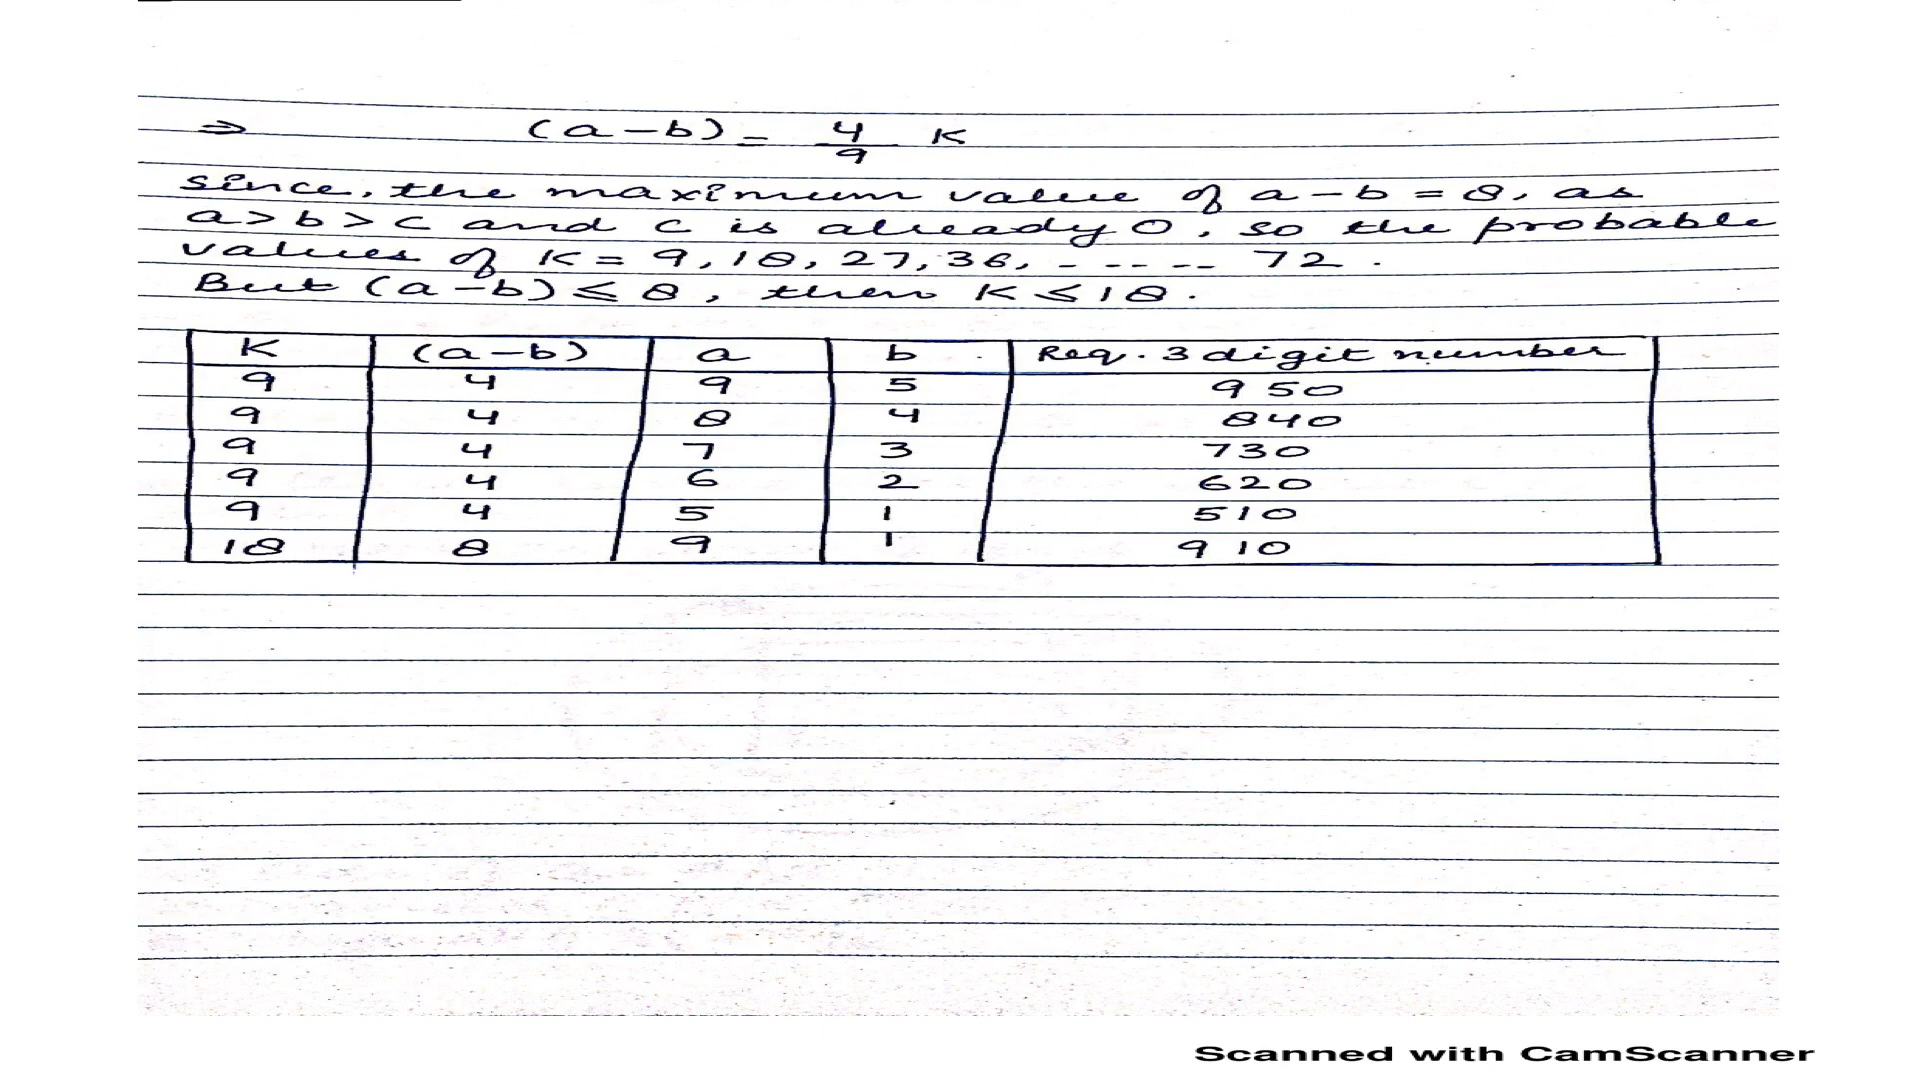 ⇒ (a-b) = 4/9 K
since, the maximum value of a-b = 8, as
a > b > c and c is already 0, so the probable
values of K = 9, 18, 27, 36, ----- 72.
But (a-b) ≤ 8, then K ≤ 18.
K (a-b) a b Req. 3 digit number
9 4 9 5 950
9 4 8 4 840
9 4 7 3 730
9 4 6 2 620
9 4 5 1 510
18 8 9 1 910
Scanned with CamScanner